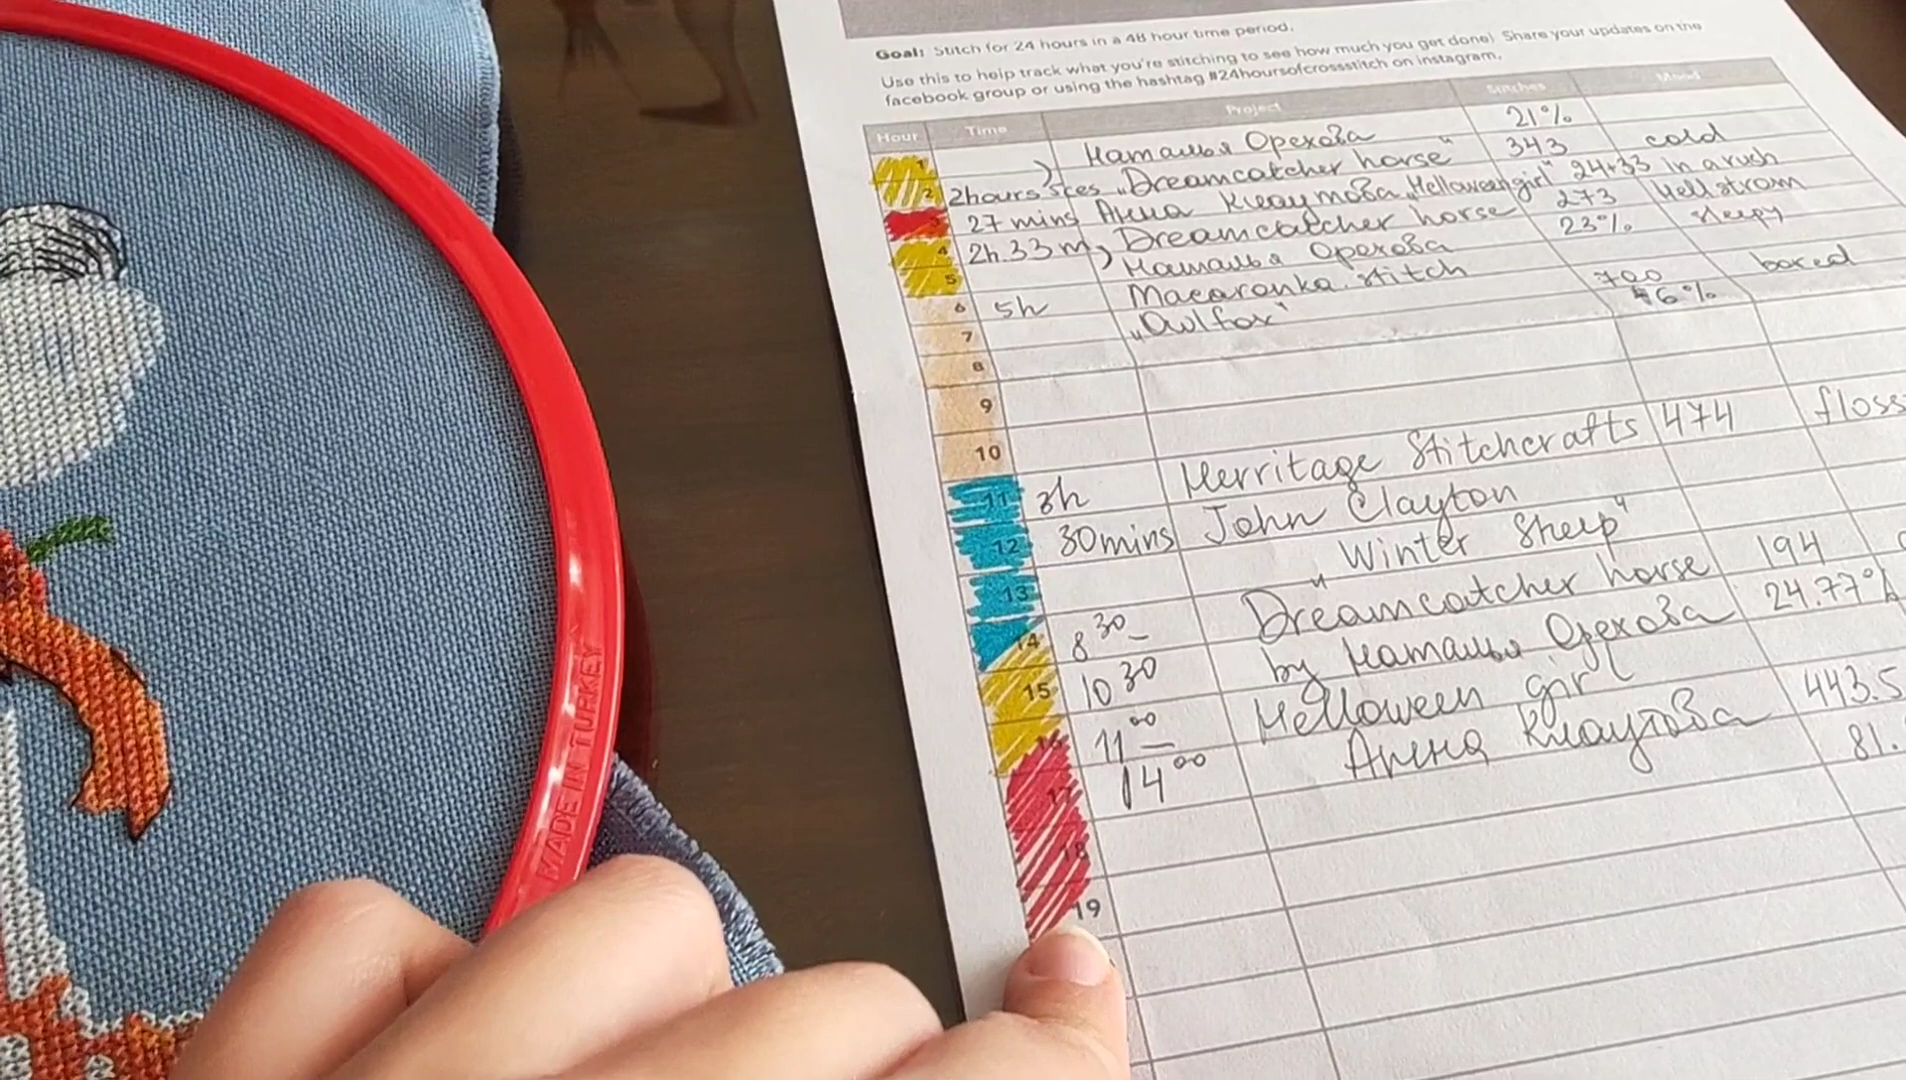 Goal: Stitch for 24 hours in a 48 hour time period.
Use this to help track what you're stitching to see how much you get done! Share your updates on the
facebook group or using the hashtag #24hoursofcrossstitch on instagram.
Hour Time Project Stitches Mood
1 Наталья Орехова 21%
2 2hours "Dreamcatcher horse" 343 cold
3 27 mins Анна "Helloween girl" 24+33 in a rush
4 2h 33m Dreamcatcher horse 273 Hellstrom
5 Наталья Орехова 23% sleepy
6 5h Macaronka.stitch 700 bored
7 "Owlfox" 46%
8
9
10
11 3h Herritage Stitchcrafts 474 floss
12 30mins John Clayton
13 "Winter Sheep"
14 8 30 – Dreamcatcher horse 194
15 10 30 by Наталья Орехова 24.77%
16 11 00 – Helloween girl 443.5
17 14 00 Анна 81.
18
19
MADE IN TURKEY